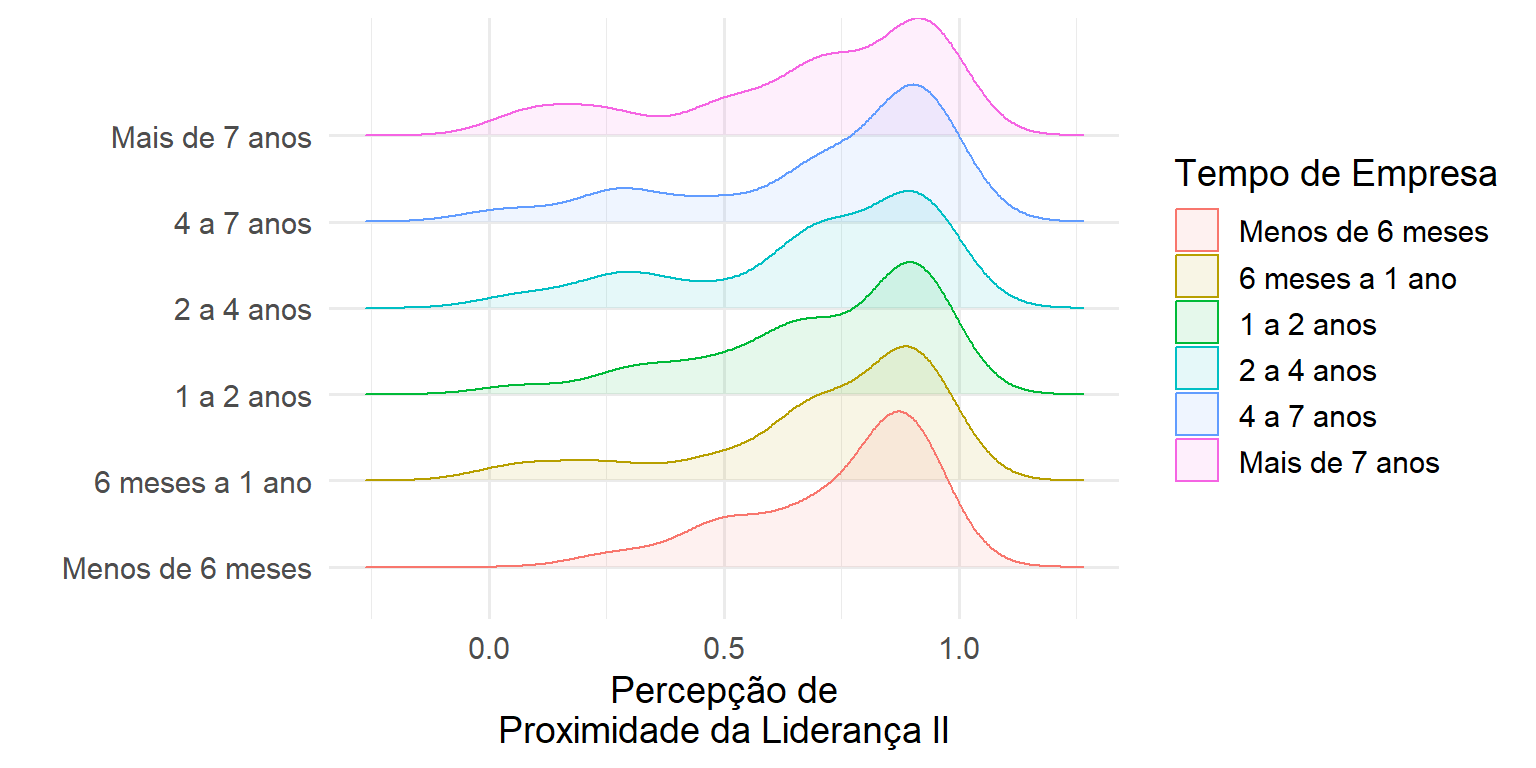 Mais de 7 anos
4 a 7 anos
2 a 4 anos
1 a 2 anos
6 meses a 1 ano
Menos de 6 meses
0.0
0.5
1.0
Percepção de
Proximidade da Liderança II
Tempo de Empresa
Menos de 6 meses
6 meses a 1 ano
1 a 2 anos
2 a 4 anos
4 a 7 anos
Mais de 7 anos